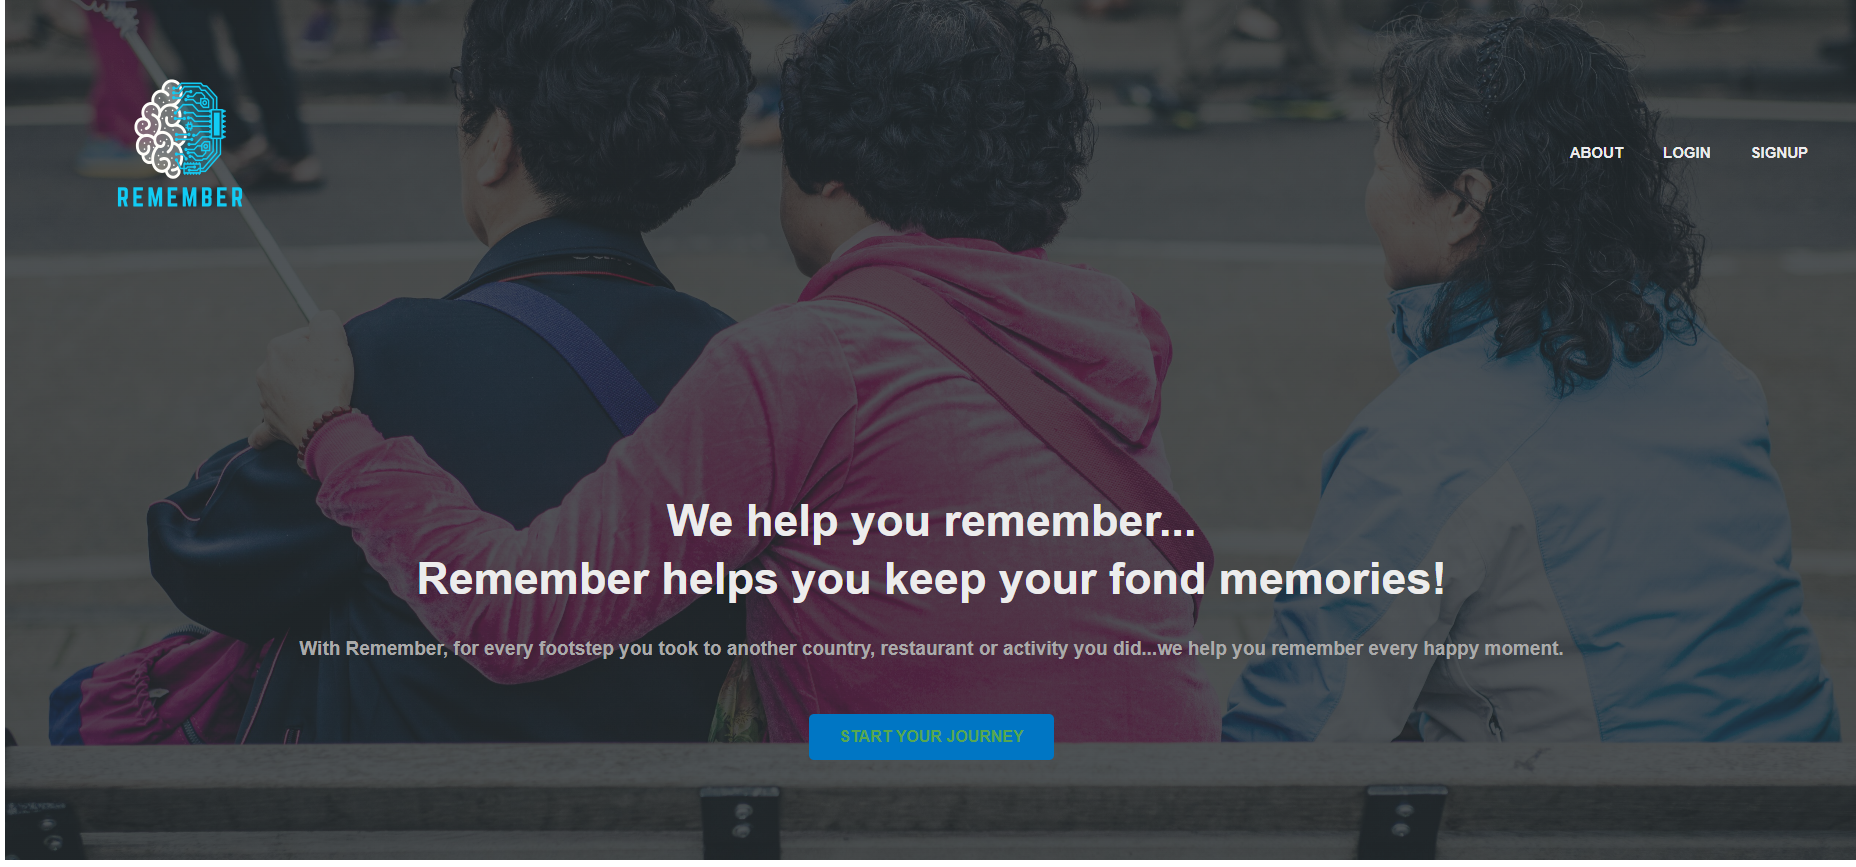 REMEMBER
ABOUT LOGIN SIGNUP
We help you remember...
Remember helps you keep your fond memories!
With Remember, for every footstep you took to another country, restaurant or activity you did...we help you remember every happy moment.
START YOUR JOURNEY